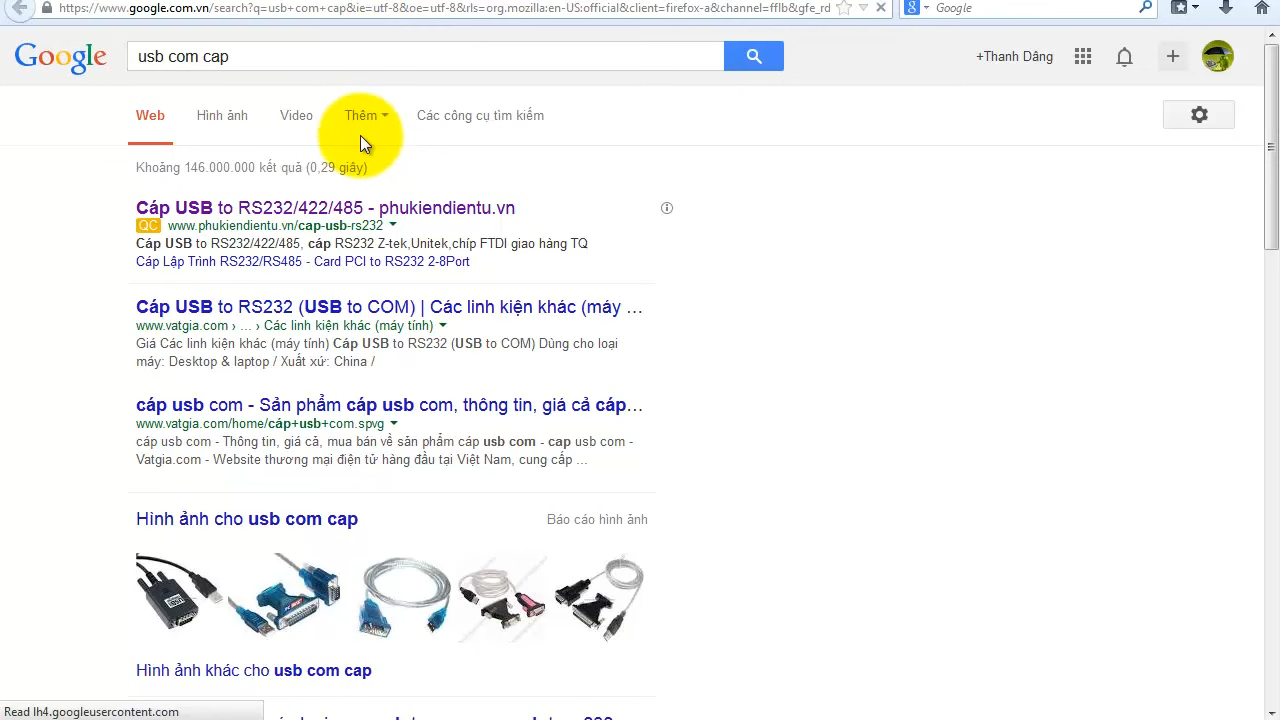 https://www.google.com.vn/search?q=usb+com+cap&ie=utf-8&oe=utf-8&rls=org.mozilla:en-US:official&client=firefox-a&channel=fflb&gfe_rd
Google
Google
usb com cap
+Thanh Dâng
Web
Hình ảnh
Video
Thêm
Các công cụ tìm kiếm
Khoảng 146.000.000 kết quả (0,29 giây)
Cáp USB to RS232/422/485 - phukiendientu.vn
QC www.phukiendientu.vn/cap-usb-rs232
Cáp USB to RS232/422/485, cáp RS232 Z-tek,Unitek,chíp FTDI giao hàng TQ
Cáp Lập Trình RS232/RS485 - Card PCI to RS232 2-8Port
Cáp USB to RS232 (USB to COM) | Các linh kiện khác (máy ...
www.vatgia.com › ... › Các linh kiện khác (máy tính)
Giá Các linh kiện khác (máy tính) Cáp USB to RS232 (USB to COM) Dùng cho loại
máy: Desktop & laptop / Xuất xứ: China /
cáp usb com - Sản phẩm cáp usb com, thông tin, giá cả cáp...
www.vatgia.com/home/cáp+usb+com.spvg
cáp usb com - Thông tin, giá cả, mua bán về sản phẩm cáp usb com - cap usb com -
Vatgia.com - Website thương mại điện tử hàng đầu tại Việt Nam, cung cấp ...
Hình ảnh cho usb com cap
Báo cáo hình ảnh
Hình ảnh khác cho usb com cap
Read lh4.googleusercontent.com